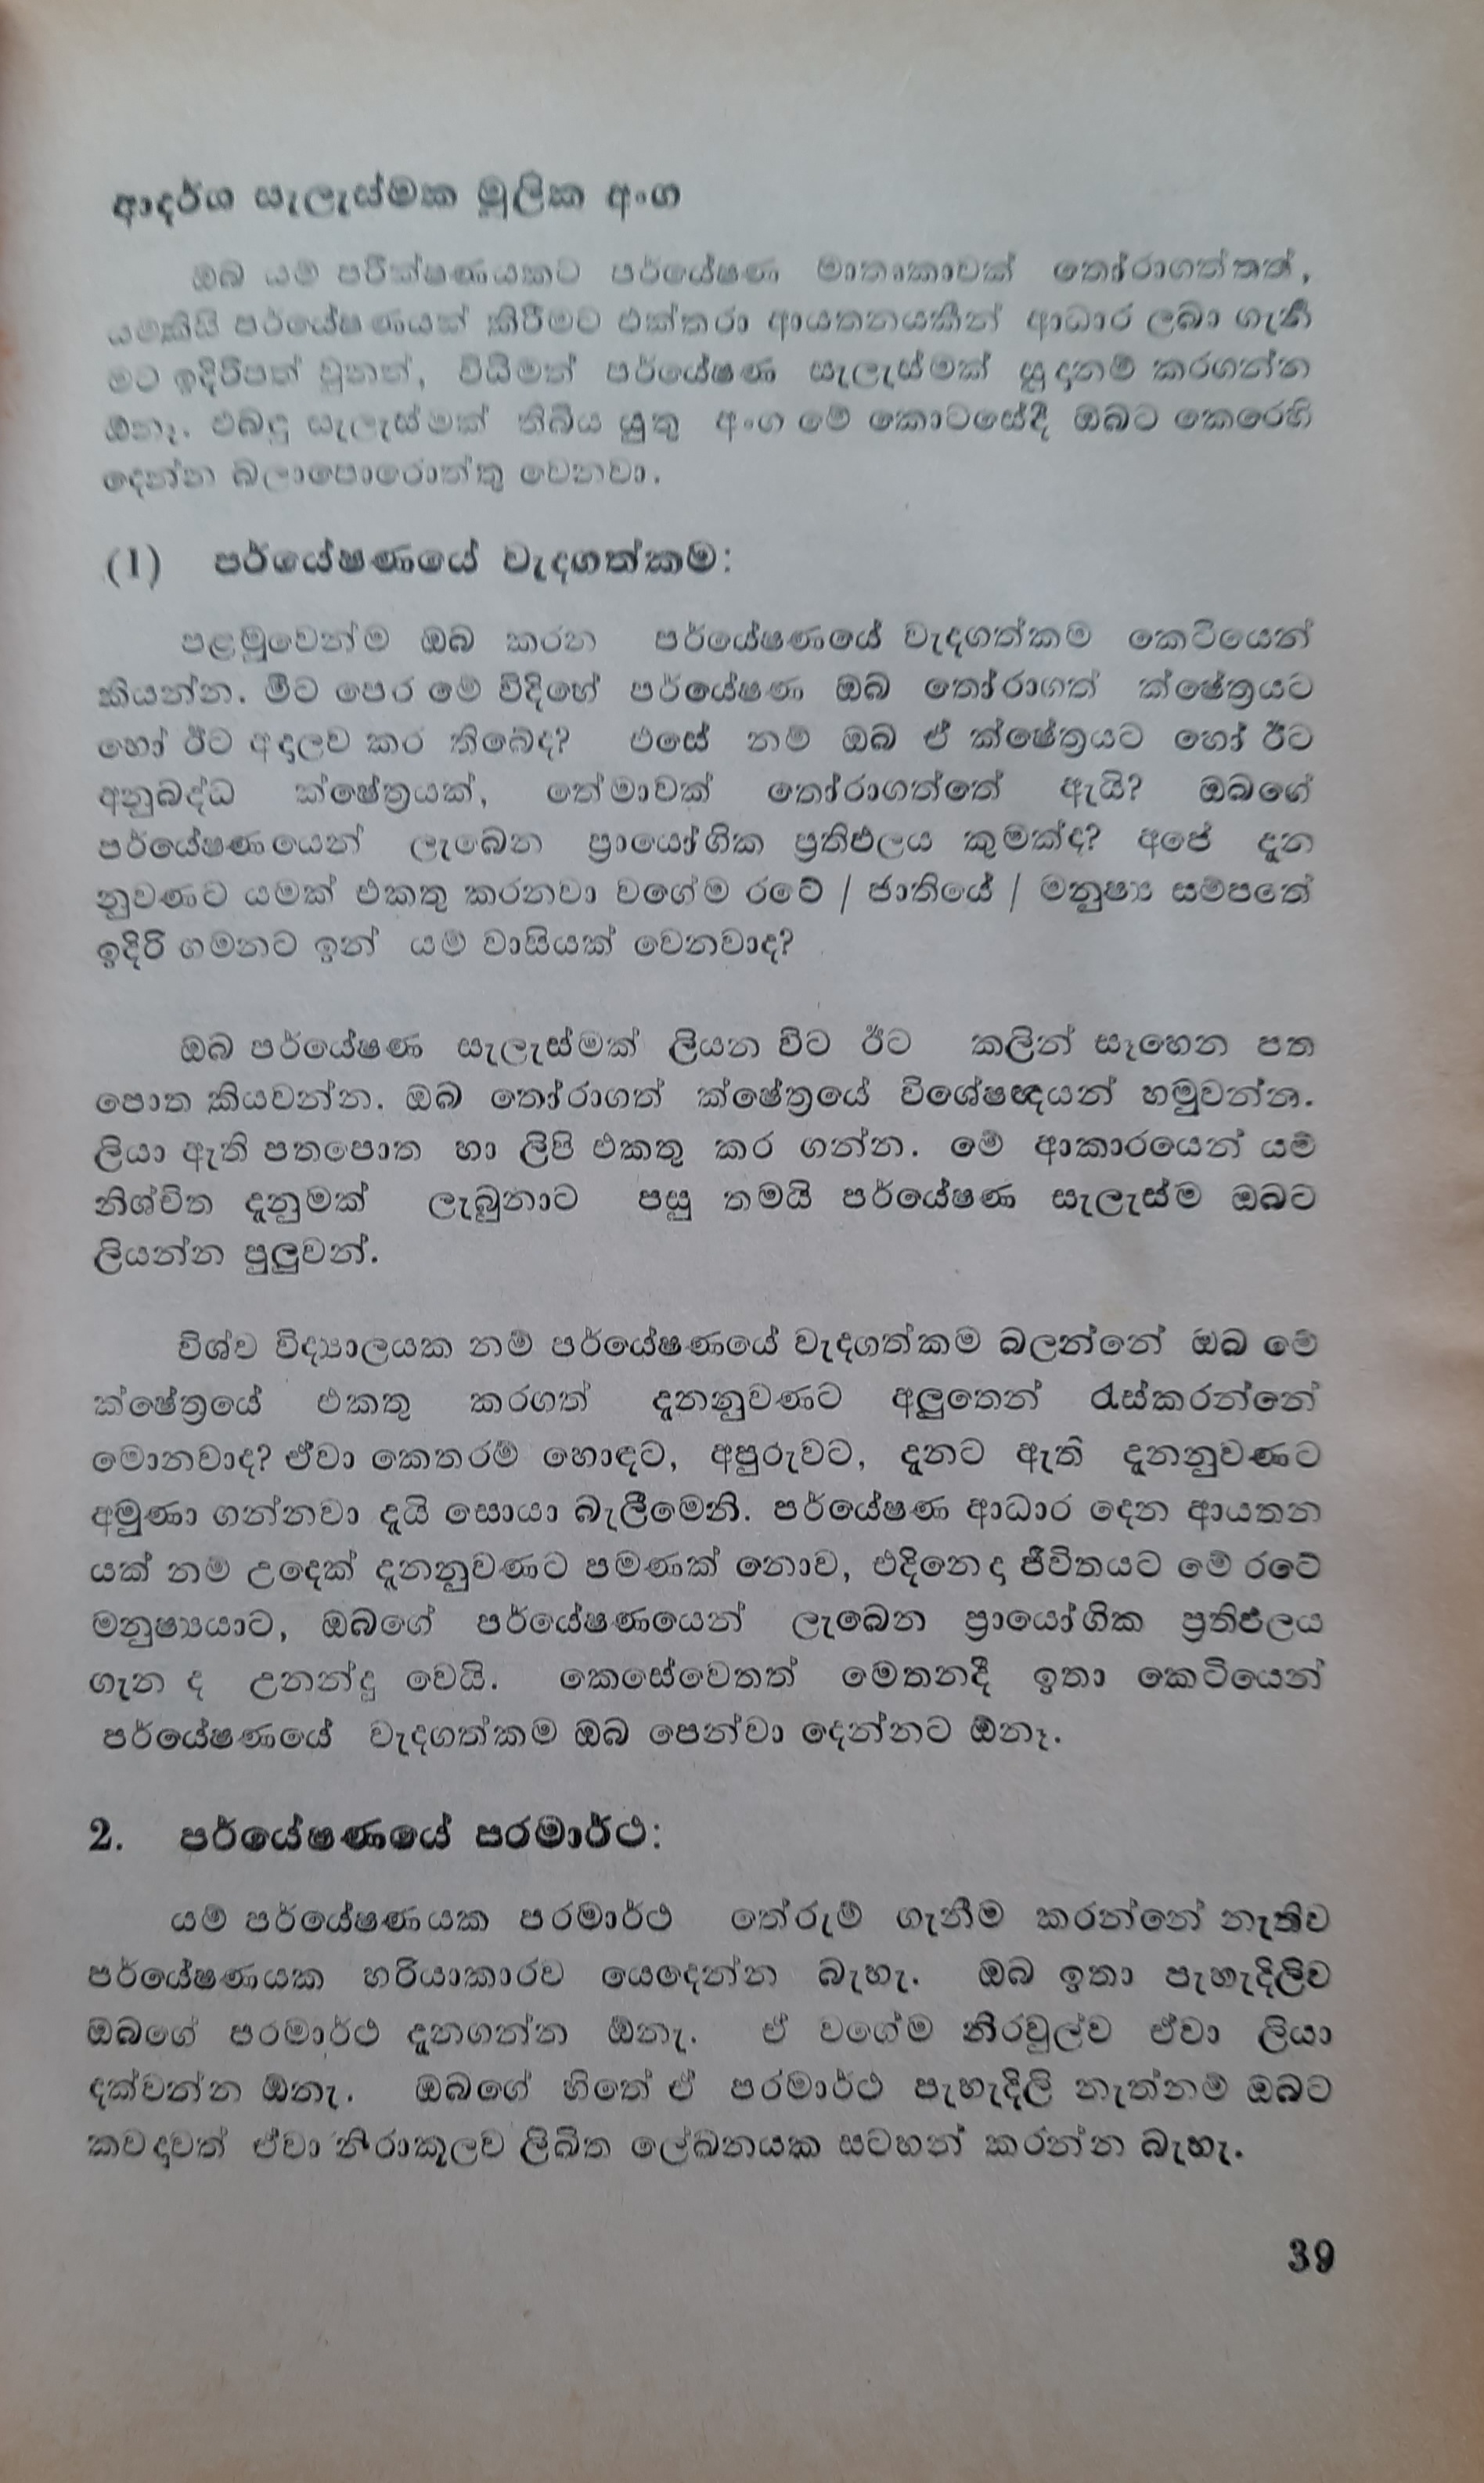 ආදර්ශ සැලැස්මක මූලික අංග
ඔබ යම් පරීක්ෂණයකට පර්යේෂණ මාතෘකාවක් තෝරාගත්තත්,
යම්කිසි පර්යේෂණයක් කිරීමට එක්තරා ආයතනයකින් ආධාර ලබා ගැනී
මට ඉදිරිපත් වුනත්, විධිමත් පර්යේෂණ සැලැස්මක් සූදානම් කරගන්න
ඕනෑ. එබඳු සැලැස්මක් තිබිය යුතු අංග මේ කොටසේදී ඔබට කෙරෙහි
දෙන්න බලාපොරොත්තු වෙනවා.
(1) පර්යේෂණයේ වැදගත්කම:
පළමුවෙන්ම ඔබ කරන පර්යේෂණයේ වැදගත්කම කෙටියෙන්
කියන්න. මීට පෙර මේ විදිහේ පර්යේෂණ ඔබ තෝරාගත් ක්ෂේත්‍රයට
හෝ ඊට අදාලව කර තිබේද? එසේ නම් ඔබ ඒ ක්ෂේත්‍රයට හෝ ඊට
අනුබද්ධ ක්ෂේත්‍රයක්, තේමාවක් තෝරාගත්තේ ඇයි? ඔබගේ
පර්යේෂණයෙන් ලැබෙන ප්‍රායෝගික ප්‍රතිඵලය කුමක්ද? අපේ දැන
නුවණට යමක් එකතු කරනවා වගේම රටේ / ජාතියේ / මනුෂ්‍ය සම්පතේ
ඉදිරි ගමනට ඉන් යම් වාසියක් වෙනවාද?
ඔබ පර්යේෂණ සැලැස්මක් ලියන විට ඊට කලින් සෑහෙන පත
පොත කියවන්න. ඔබ තෝරාගත් ක්ෂේත්‍රයේ විශේෂඥයන් හමුවන්න.
ලියා ඇති පතපොත හා ලිපි එකතු කර ගන්න. මේ ආකාරයෙන් යම්
නිශ්චිත දැනුමක් ලැබුනාට පසු තමයි පර්යේෂණ සැලැස්ම ඔබට
ලියන්න පුලුවන්.
විශ්ව විද්‍යාලයක නම් පර්යේෂණයේ වැදගත්කම බලන්නේ ඔබ මේ
ක්ෂේත්‍රයේ එකතු කරගත් දැනනුවණට අලුතෙන් රැස්කරන්නේ
මොනවාද? ඒවා කෙතරම් හොඳට, අපුරුවට, දැනට ඇති දැනනුවණට
අමුණා ගන්නවා දැයි සොයා බැලීමෙනි. පර්යේෂණ ආධාර දෙන ආයතන
යක් නම් උදෙක් දැනනුවණට පමණක් නොව, එදිනෙදා ජීවිතයට මේ රටේ
මනුෂ්‍යයාට, ඔබගේ පර්යේෂණයෙන් ලැබෙන ප්‍රායෝගික ප්‍රතිඵලය
ගැන ද උනන්දු වෙයි. කෙසේවෙතත් මෙතනදී ඉතා කෙටියෙන්
පර්යේෂණයේ වැදගත්කම ඔබ පෙන්වා දෙන්නට ඕනෑ.
2. පර්යේෂණයේ පරමාර්ථ:
යම් පර්යේෂණයක පරමාර්ථ තේරුම් ගැනීම කරන්නේ නැතිව
පර්යේෂණයක හරියාකාරව යෙදෙන්න බැහැ. ඔබ ඉතා පැහැදිලිව
ඔබගේ පරමාර්ථ දැනගන්න ඕනැ. ඒ වගේම නිරවුල්ව ඒවා ලියා
දක්වන්න ඕනැ. ඔබගේ හිතේ ඒ පරමාර්ථ පැහැදිලි නැත්නම් ඔබට
කවදාවත් ඒවා නිරාකූලව ලිඛිත ලේඛනයක සටහන් කරන්න බැහැ.
39